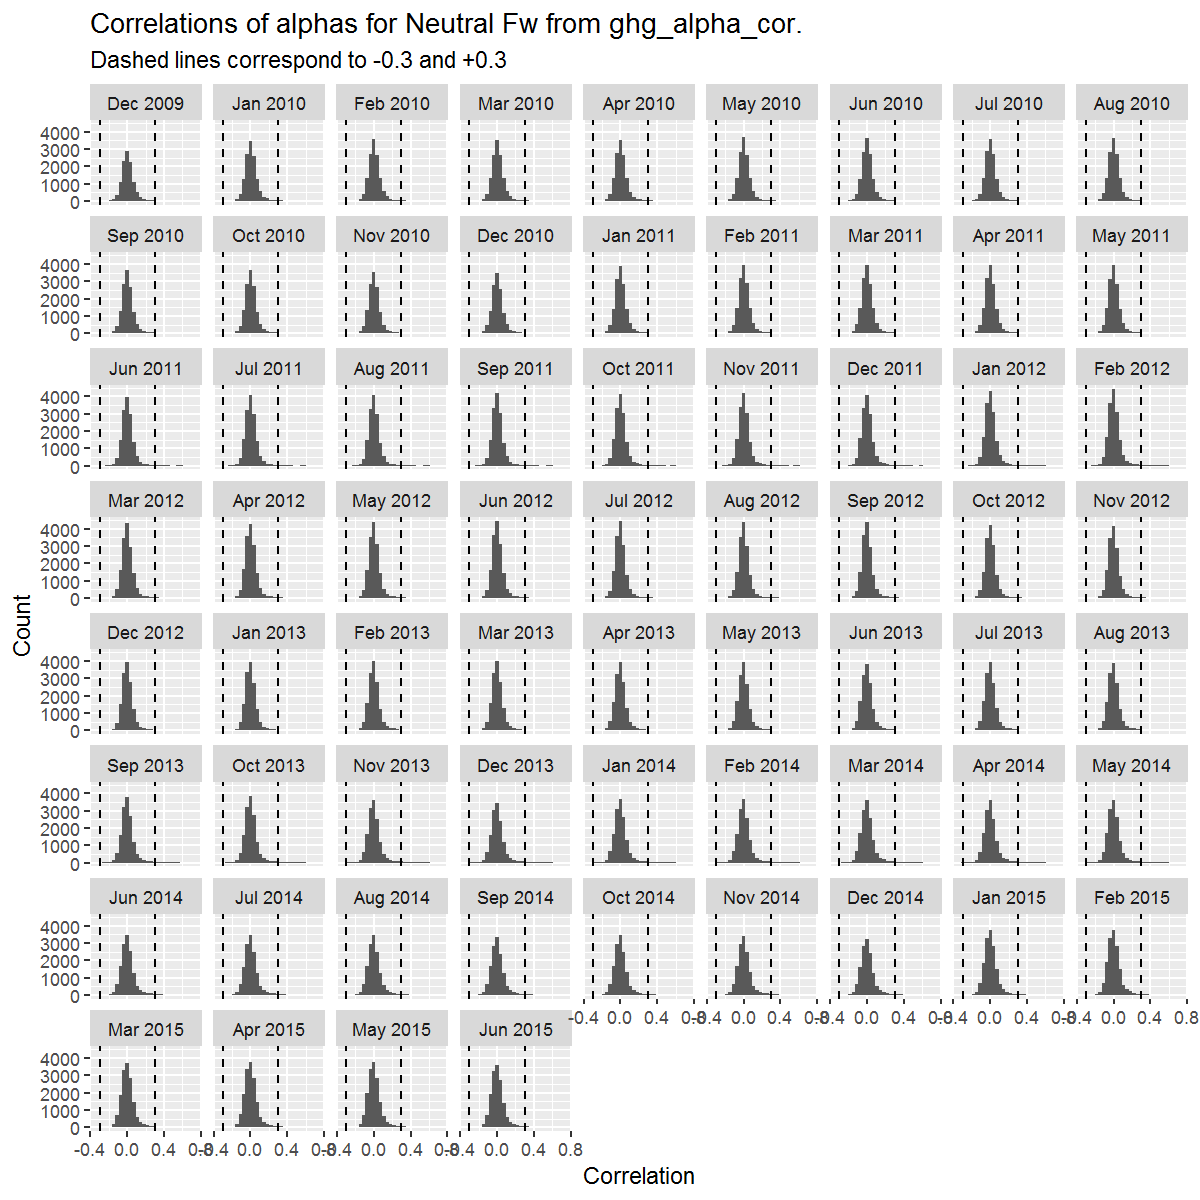 Correlations of alphas for Neutral Fw from ghg_alpha_cor.
Dashed lines correspond to -0.3 and +0.3
Dec 2009 Jan 2010 Feb 2010 Mar 2010 Apr 2010 May 2010 Jun 2010 Jul 2010 Aug 2010
4000
3000
2000
1000
0
Sep 2010 Oct 2010 Nov 2010 Dec 2010 Jan 2011 Feb 2011 Mar 2011 Apr 2011 May 2011
4000
3000
2000
1000
0
Jun 2011 Jul 2011 Aug 2011 Sep 2011 Oct 2011 Nov 2011 Dec 2011 Jan 2012 Feb 2012
4000
3000
2000
1000
0
Mar 2012 Apr 2012 May 2012 Jun 2012 Jul 2012 Aug 2012 Sep 2012 Oct 2012 Nov 2012
4000
3000
2000
1000
0
Count
Dec 2012 Jan 2013 Feb 2013 Mar 2013 Apr 2013 May 2013 Jun 2013 Jul 2013 Aug 2013
4000
3000
2000
1000
0
Sep 2013 Oct 2013 Nov 2013 Dec 2013 Jan 2014 Feb 2014 Mar 2014 Apr 2014 May 2014
4000
3000
2000
1000
0
Jun 2014 Jul 2014 Aug 2014 Sep 2014 Oct 2014 Nov 2014 Dec 2014 Jan 2015 Feb 2015
4000
3000
2000
1000
0
-0.4 0.0 0.4 0.8 -0.4 0.0 0.4 0.8 -0.4 0.0 0.4 0.8 -0.4 0.0 0.4 0.8 -0.4 0.0 0.4 0.8
Mar 2015 Apr 2015 May 2015 Jun 2015
4000
3000
2000
1000
0
-0.4 0.0 0.4 0.8 -0.4 0.0 0.4 0.8 -0.4 0.0 0.4 0.8 -0.4 0.0 0.4 0.8
Correlation